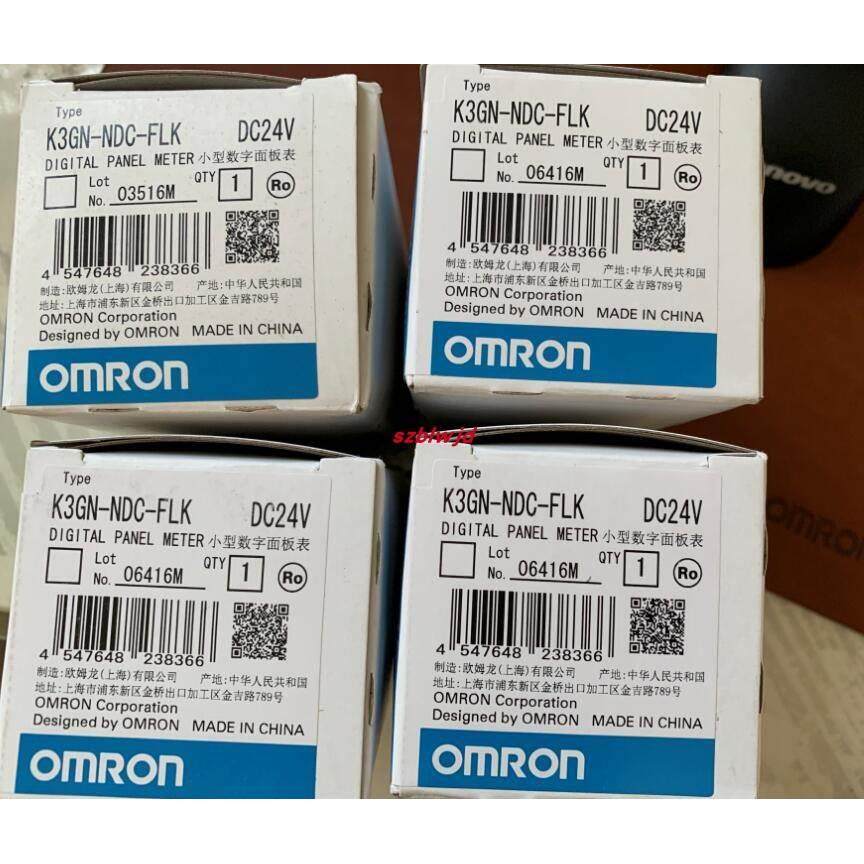 Type
K3GN-NDC-FLK DC24V
DIGITAL PANEL METER 小型数字面板表
Lot No. 03516M QTY 1 Ro
4 547648 238366
制造:欧姆龙(上海)有限公司 产地:中华人民共和国
地址:上海市浦东新区金桥出口加工区金吉路789号
OMRON Corporation
Designed by OMRON MADE IN CHINA
OMRON
Type
K3GN-NDC-FLK DC24V
DIGITAL PANEL METER 小型数字面板表
Lot No. 06416M QTY 1 Ro
4 547648 238366
制造:欧姆龙(上海)有限公司 产地:中华人民共和国
地址:上海市浦东新区金桥出口加工区金吉路789号
OMRON Corporation
Designed by OMRON MADE IN CHINA
OMRON
novo
szblwjd
Type
K3GN-NDC-FLK DC24V
DIGITAL PANEL METER 小型数字面板表
Lot No. 06416M QTY 1 Ro
4 547648 238366
制造:欧姆龙(上海)有限公司 产地:中华人民共和国
地址:上海市浦东新区金桥出口加工区金吉路789号
OMRON Corporation
Designed by OMRON MADE IN CHINA
OMRON
Type
K3GN-NDC-FLK DC24V
DIGITAL PANEL METER 小型数字面板表
Lot No. 06416M QTY 1 Ro
4 547648 238366
制造:欧姆龙(上海)有限公司 产地:中华人民共和国
地址:上海市浦东新区金桥出口加工区金吉路789号
OMRON Corporation
Designed by OMRON MADE IN CHINA
OMRON
OMRON